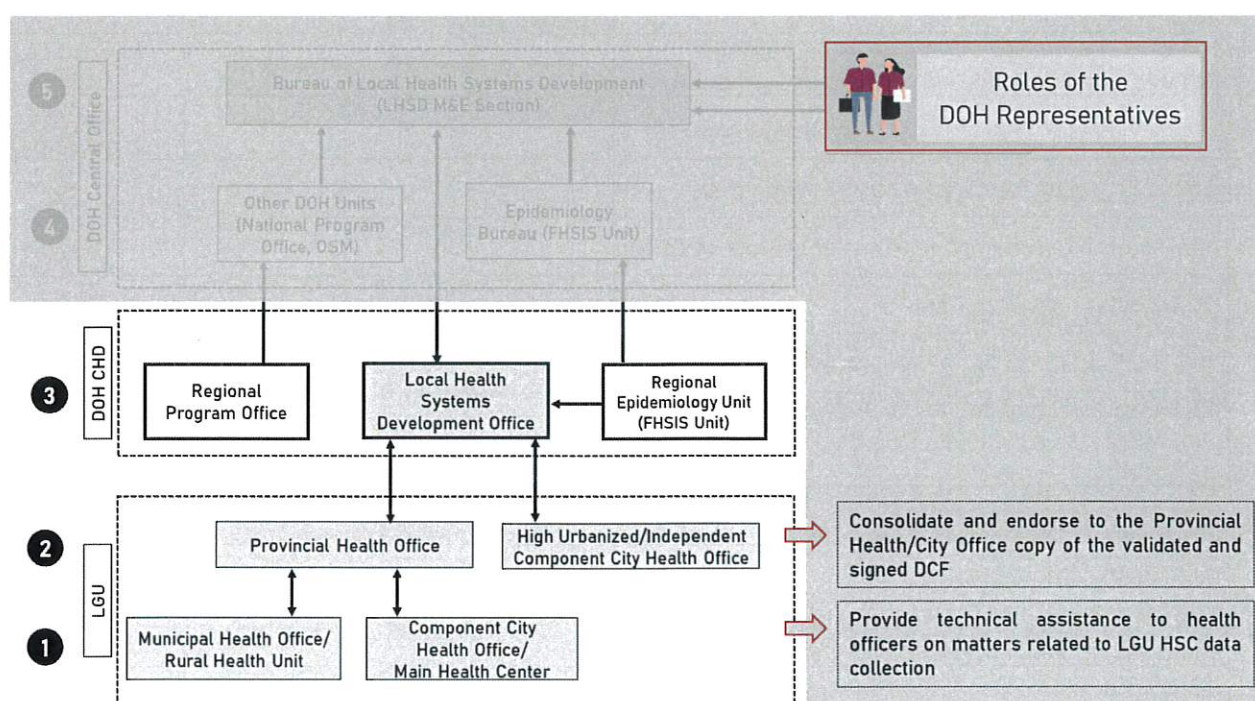 5
DOH Central Office
Bureau of Local Health Systems Development
(LHSD M&E Section)
Roles of the
DOH Representatives
4
Other DOH Units
(National Program
Office, OSM)
Epidemiology
Bureau (FHSIS Unit)
3
DOH CHD
Regional
Program Office
Local Health
Systems
Development Office
Regional
Epidemiology Unit
(FHSIS Unit)
2
LGU
Provincial Health Office
High Urbanized/Independent
Component City Health Office
Consolidate and endorse to the Provincial
Health/City Office copy of the validated and
signed DCF
1
Municipal Health Office/
Rural Health Unit
Component City
Health Office/
Main Health Center
Provide technical assistance to health
officers on matters related to LGU HSC data
collection